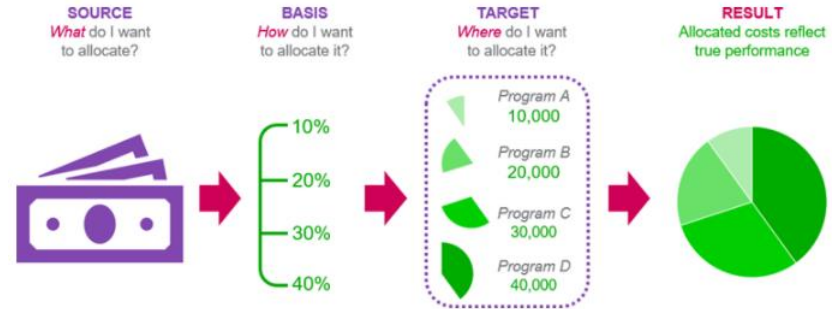 SOURCE
What do I want
to allocate?
BASIS
How do I want
to allocate it?
TARGET
Where do I want
to allocate it?
RESULT
Allocated costs reflect
true performance
10%
20%
30%
40%
Program A
10,000
Program B
20,000
Program C
30,000
Program D
40,000